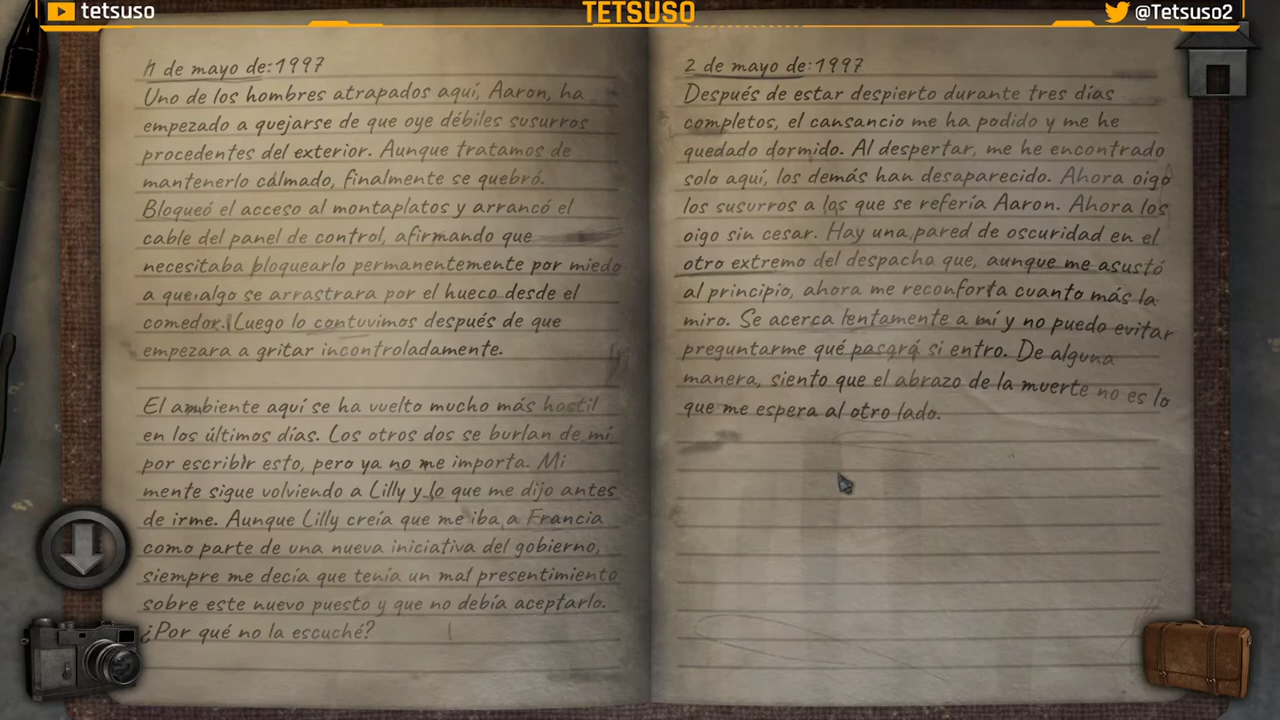 tetsuso
TETSUSO
@Tetsuso2
11 de mayo de:1997
Uno de los hombres atrapados aquí, Aaron, ha
empezado a quejarse de que oye débiles susurros
procedentes del exterior. Aunque tratamos de
mantenerlo calmado, finalmente se quebró.
Bloqueó el acceso al montaplatos y arrancó el
cable del panel de control, afirmando que
necesitaba bloquearlo permanentemente por miedo
a que algo se arrastrara por el hueco desde el
comedor. Luego lo contuvimos después de que
empezara a gritar incontroladamente.
El ambiente aquí se ha vuelto mucho más hostil
en los últimos días. Los otros dos se burlan de mí
por escribir esto, pero ya no me importa. Mi
mente sigue volviendo a Lilly y lo que me dijo antes
de irme. Aunque Lilly creía que me iba a Francia
como parte de una nueva iniciativa del gobierno,
siempre me decía que tenía un mal presentimiento
sobre este nuevo puesto y que no debía aceptarlo.
¿Por qué no la escuché?
2 de mayo de:1997
Después de estar despierto durante tres días
completos, el cansancio me ha podido y me he
quedado dormido. Al despertar, me he encontrado
solo aquí, los demás han desaparecido. Ahora oigo
los susurros a los que se refería Aaron. Ahora los
oigo sin cesar. Hay una pared de oscuridad en el
otro extremo del despacho que, aunque me asustó
al principio, ahora me reconforta cuanto más la
miro. Se acerca lentamente a mí y no puedo evitar
preguntarme qué pasará si entro. De alguna
manera, siento que el abrazo de la muerte no es lo
que me espera al otro lado.